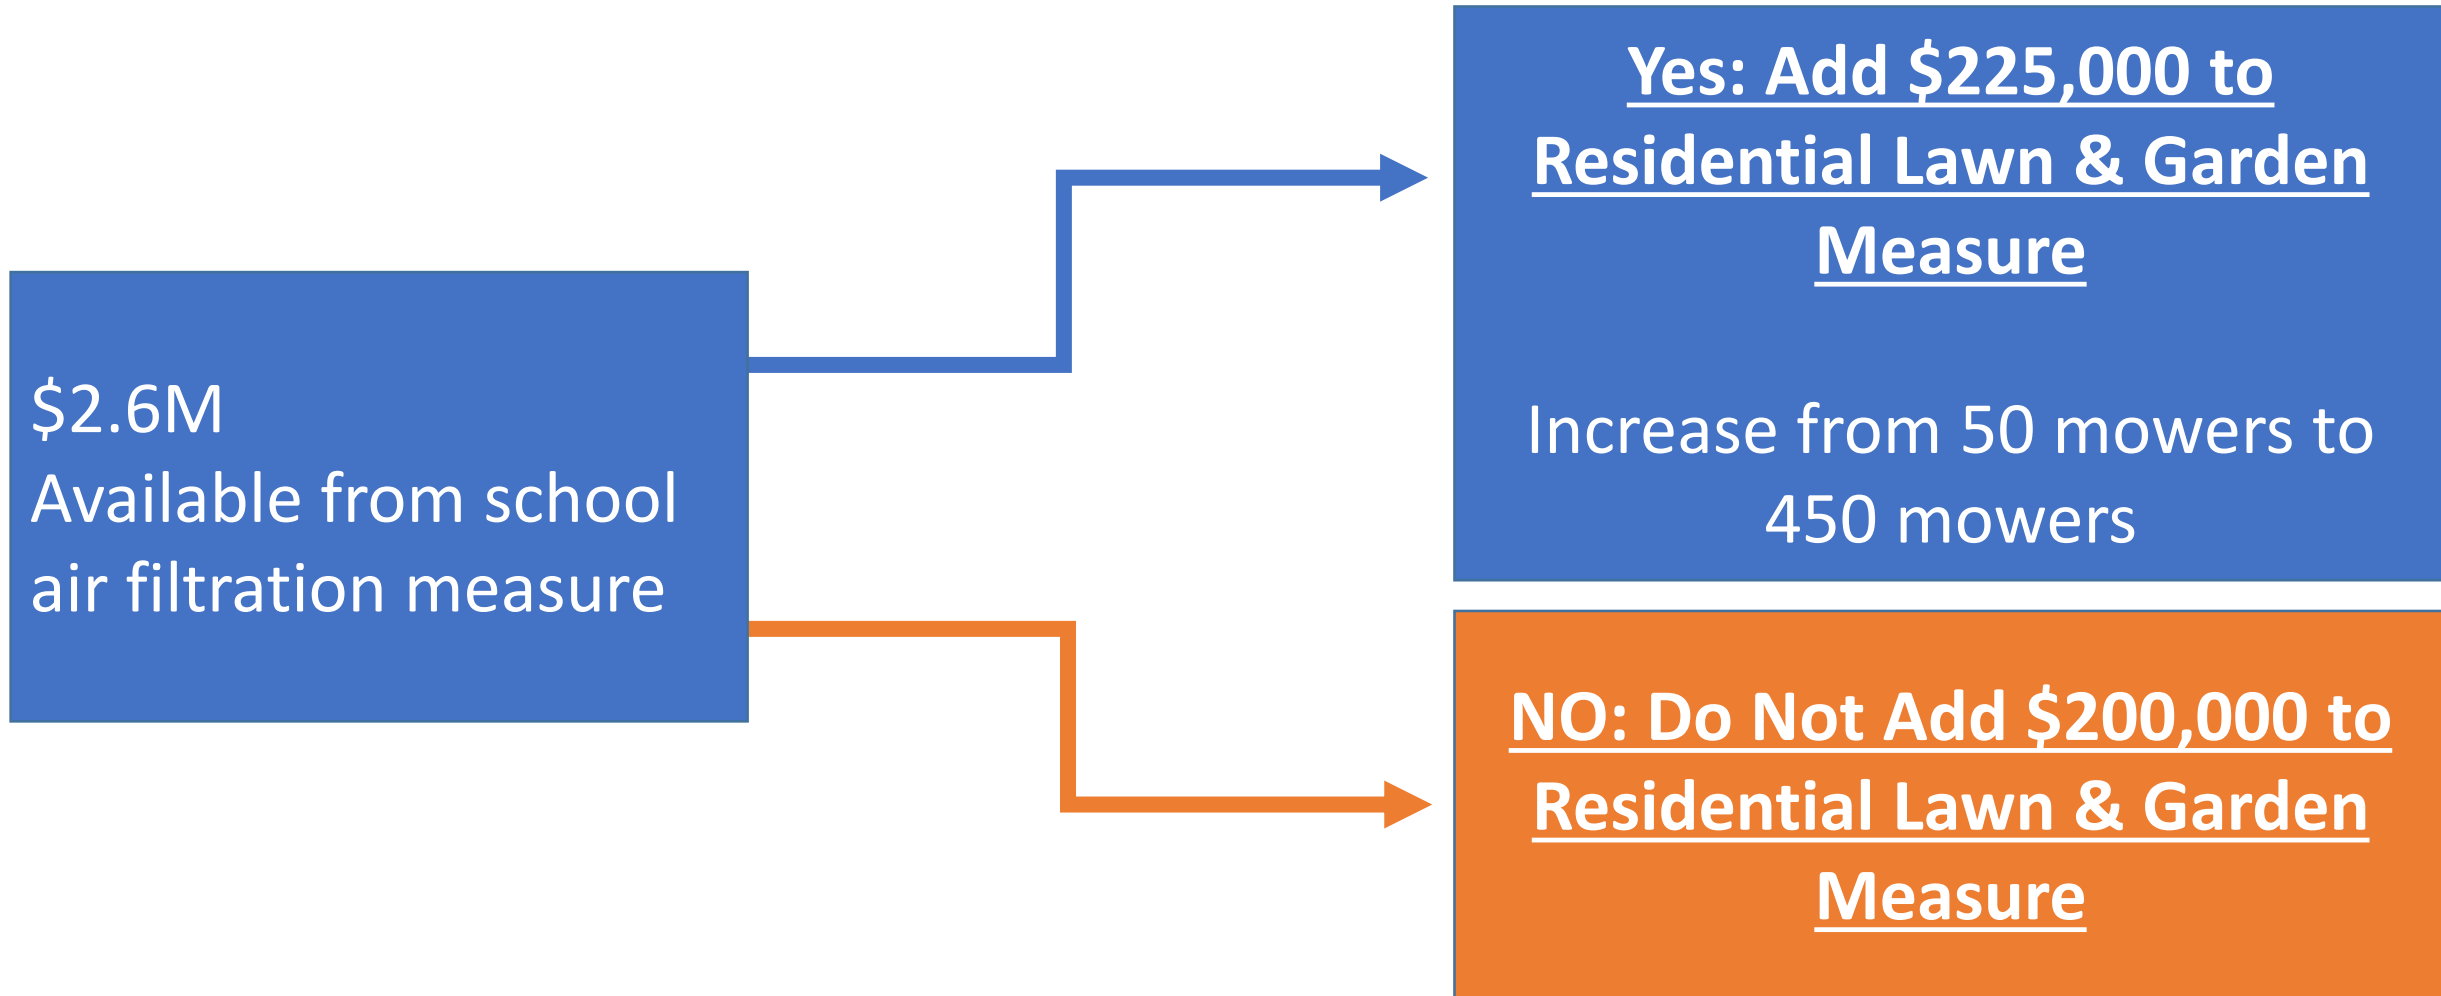 $2.6M
Available from school
air filtration measure
Yes: Add $225,000 to
Residential Lawn & Garden
Measure
Increase from 50 mowers to
450 mowers
NO: Do Not Add $200,000 to
Residential Lawn & Garden
Measure